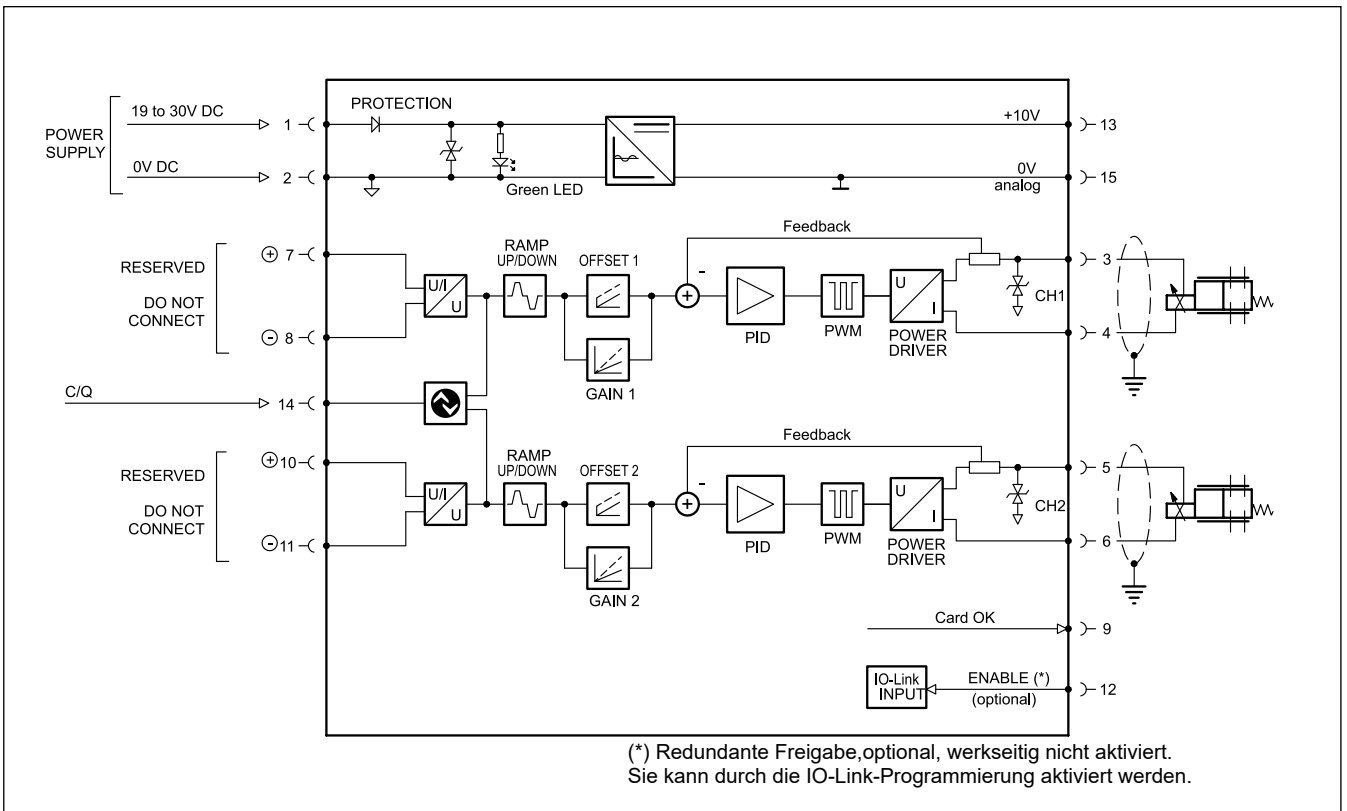 PROTECTION
19 to 30V DC
1
+10V
13
POWER
SUPPLY
0V DC
2
Green LED
0V
analog
15
Feedback
RAMP
UP/DOWN
OFFSET 1
+ 7
RESERVED
DO NOT
CONNECT
- 8
U/I
U
+
-
PID
PWM
U
I
POWER
DRIVER
CH1
3
4
GAIN 1
C/Q
14
Feedback
RAMP
UP/DOWN
OFFSET 2
+ 10
RESERVED
DO NOT
CONNECT
- 11
U/I
U
+
-
PID
PWM
U
I
POWER
DRIVER
CH2
5
6
GAIN 2
Card OK
9
IO-Link
INPUT
ENABLE (*)
(optional)
12
(*) Redundante Freigabe,optional, werkseitig nicht aktiviert.
Sie kann durch die IO-Link-Programmierung aktiviert werden.